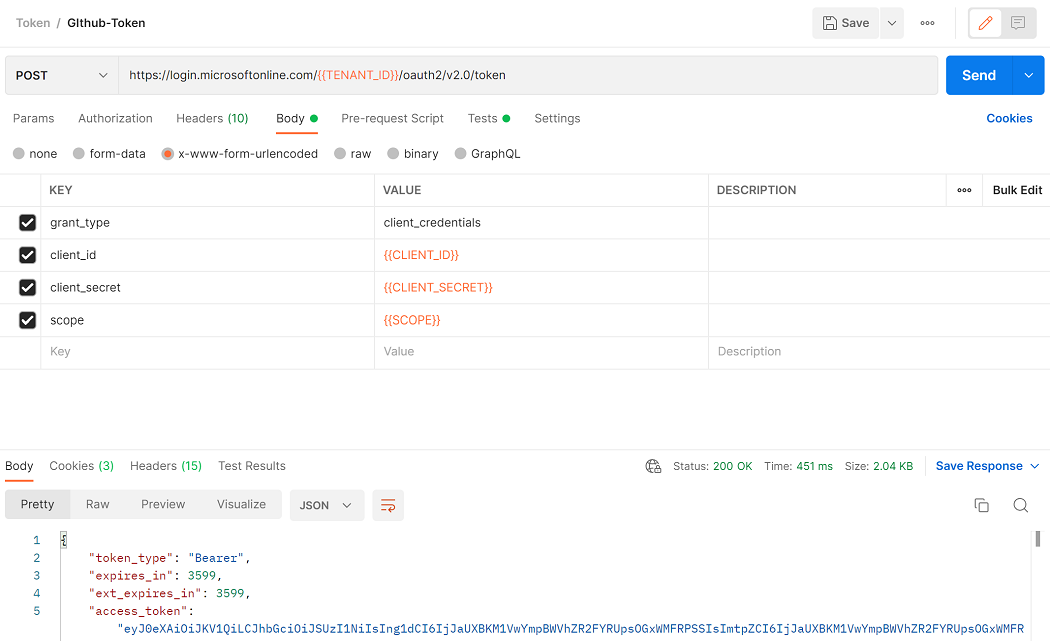 Token / GIthub-Token
Save
POST
https://login.microsoftonline.com/{{TENANT_ID}}/oauth2/v2.0/token
Send
Params Authorization Headers (10) Body Pre-request Script Tests Settings Cookies
none form-data x-www-form-urlencoded raw binary GraphQL
KEY VALUE DESCRIPTION Bulk Edit
grant_type client_credentials
client_id {{CLIENT_ID}}
client_secret {{CLIENT_SECRET}}
scope {{SCOPE}}
Key Value Description
Body Cookies (3) Headers (15) Test Results Status: 200 OK Time: 451 ms Size: 2.04 KB Save Response
Pretty Raw Preview Visualize JSON
1 {
2 "token_type": "Bearer",
3 "expires_in": 3599,
4 "ext_expires_in": 3599,
5 "access_token":
"eyJ0eXAiOiJKV1QiLCJhbGciOiJSUzI1NiIsIng1dCI6IjJaUXBKM1VwYmpBWVhZR2FYRUpsOGxWMFRPSSIsImtpZCI6IjJaUXBKM1VwYmpBWVhZR2FYRUpsOGxWMFR